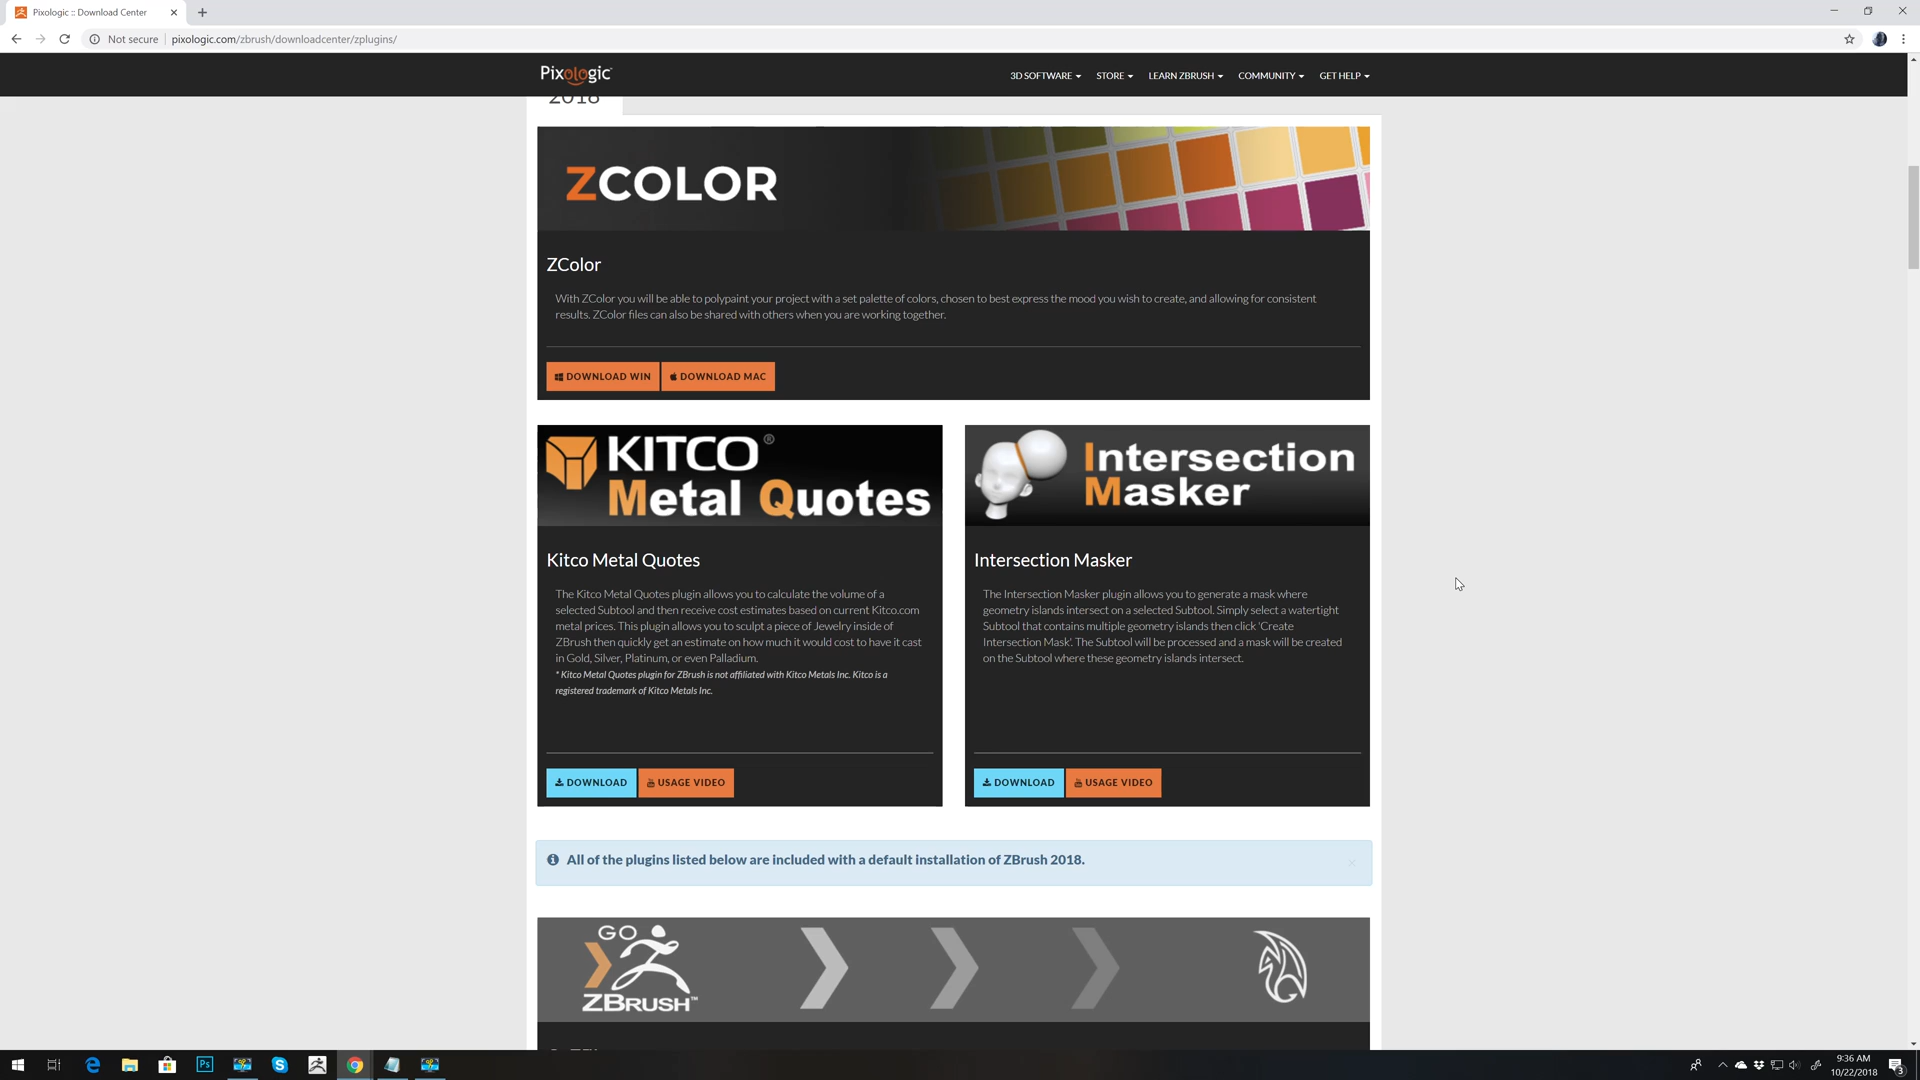 Pixologic :: Download Center
Not secure
pixologic.com/zbrush/downloadcenter/zplugins/
Pixologic
3D SOFTWARE
STORE
LEARN ZBRUSH
COMMUNITY
GET HELP
2018
ZCOLOR
ZColor
With ZColor you will be able to polypaint your project with a set palette of colors, chosen to best express the mood you wish to create, and allowing for consistent
results. ZColor files can also be shared with others when you are working together.
DOWNLOAD WIN
DOWNLOAD MAC
KITCO®
Metal Quotes
Kitco Metal Quotes
The Kitco Metal Quotes plugin allows you to calculate the volume of a
selected Subtool and then receive cost estimates based on current Kitco.com
metal prices. This plugin allows you to sculpt a piece of Jewelry inside of
ZBrush then quickly get an estimate on how much it would cost to have it cast
in Gold, Silver, Platinum, or even Palladium.
* Kitco Metal Quotes plugin for ZBrush is not affiliated with Kitco Metals Inc. Kitco is a
registered trademark of Kitco Metals Inc.
DOWNLOAD
USAGE VIDEO
Intersection
Masker
Intersection Masker
The Intersection Masker plugin allows you to generate a mask where
geometry islands intersect on a selected Subtool. Simply select a watertight
Subtool that contains multiple geometry islands then click 'Create
Intersection Mask'. The Subtool will be processed and a mask will be created
on the Subtool where these geometry islands intersect.
DOWNLOAD
USAGE VIDEO
All of the plugins listed below are included with a default installation of ZBrush 2018.
GO
ZBRUSH™
Ps
9:36 AM
10/22/2018
3